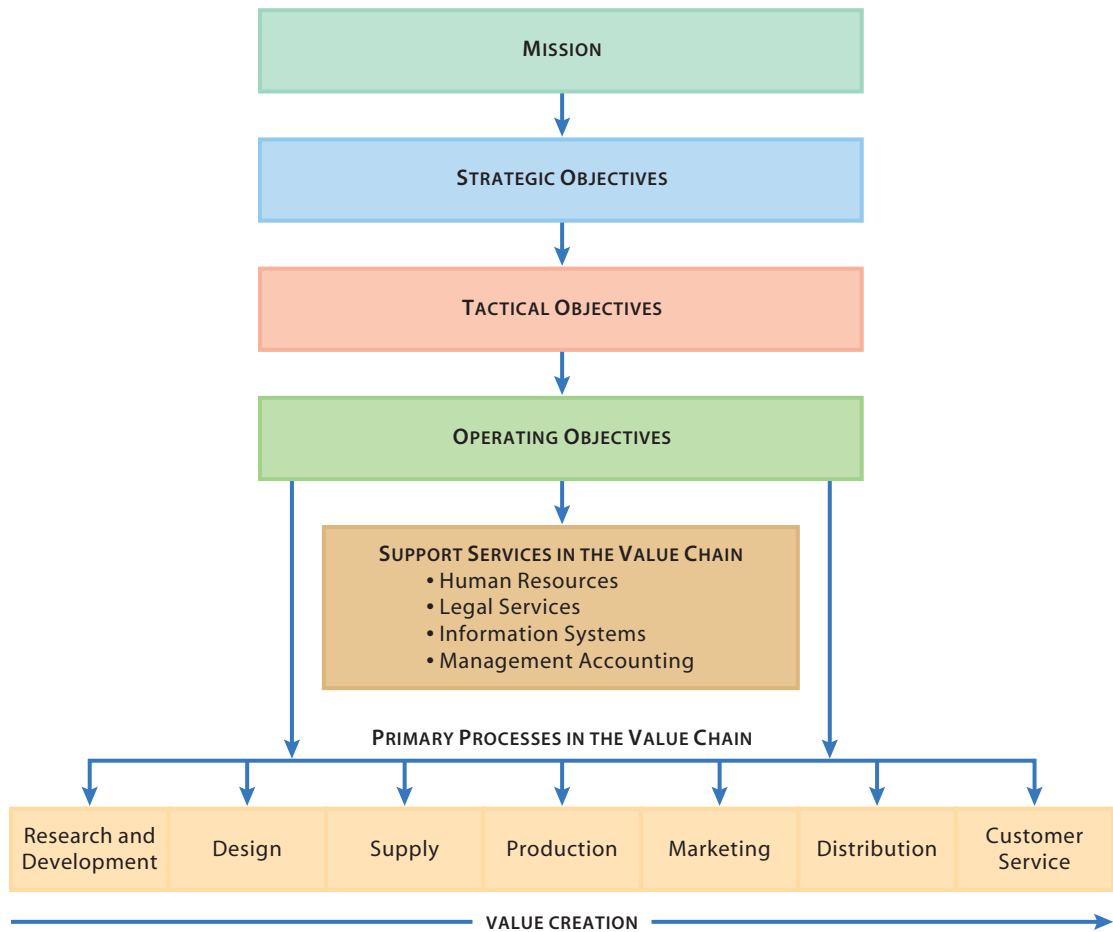 MISSION
STRATEGIC OBJECTIVES
TACTICAL OBJECTIVES
OPERATING OBJECTIVES
SUPPORT SERVICES IN THE VALUE CHAIN
• Human Resources
• Legal Services
• Information Systems
• Management Accounting
PRIMARY PROCESSES IN THE VALUE CHAIN
Research and
Development
Design
Supply
Production
Marketing
Distribution
Customer
Service
VALUE CREATION